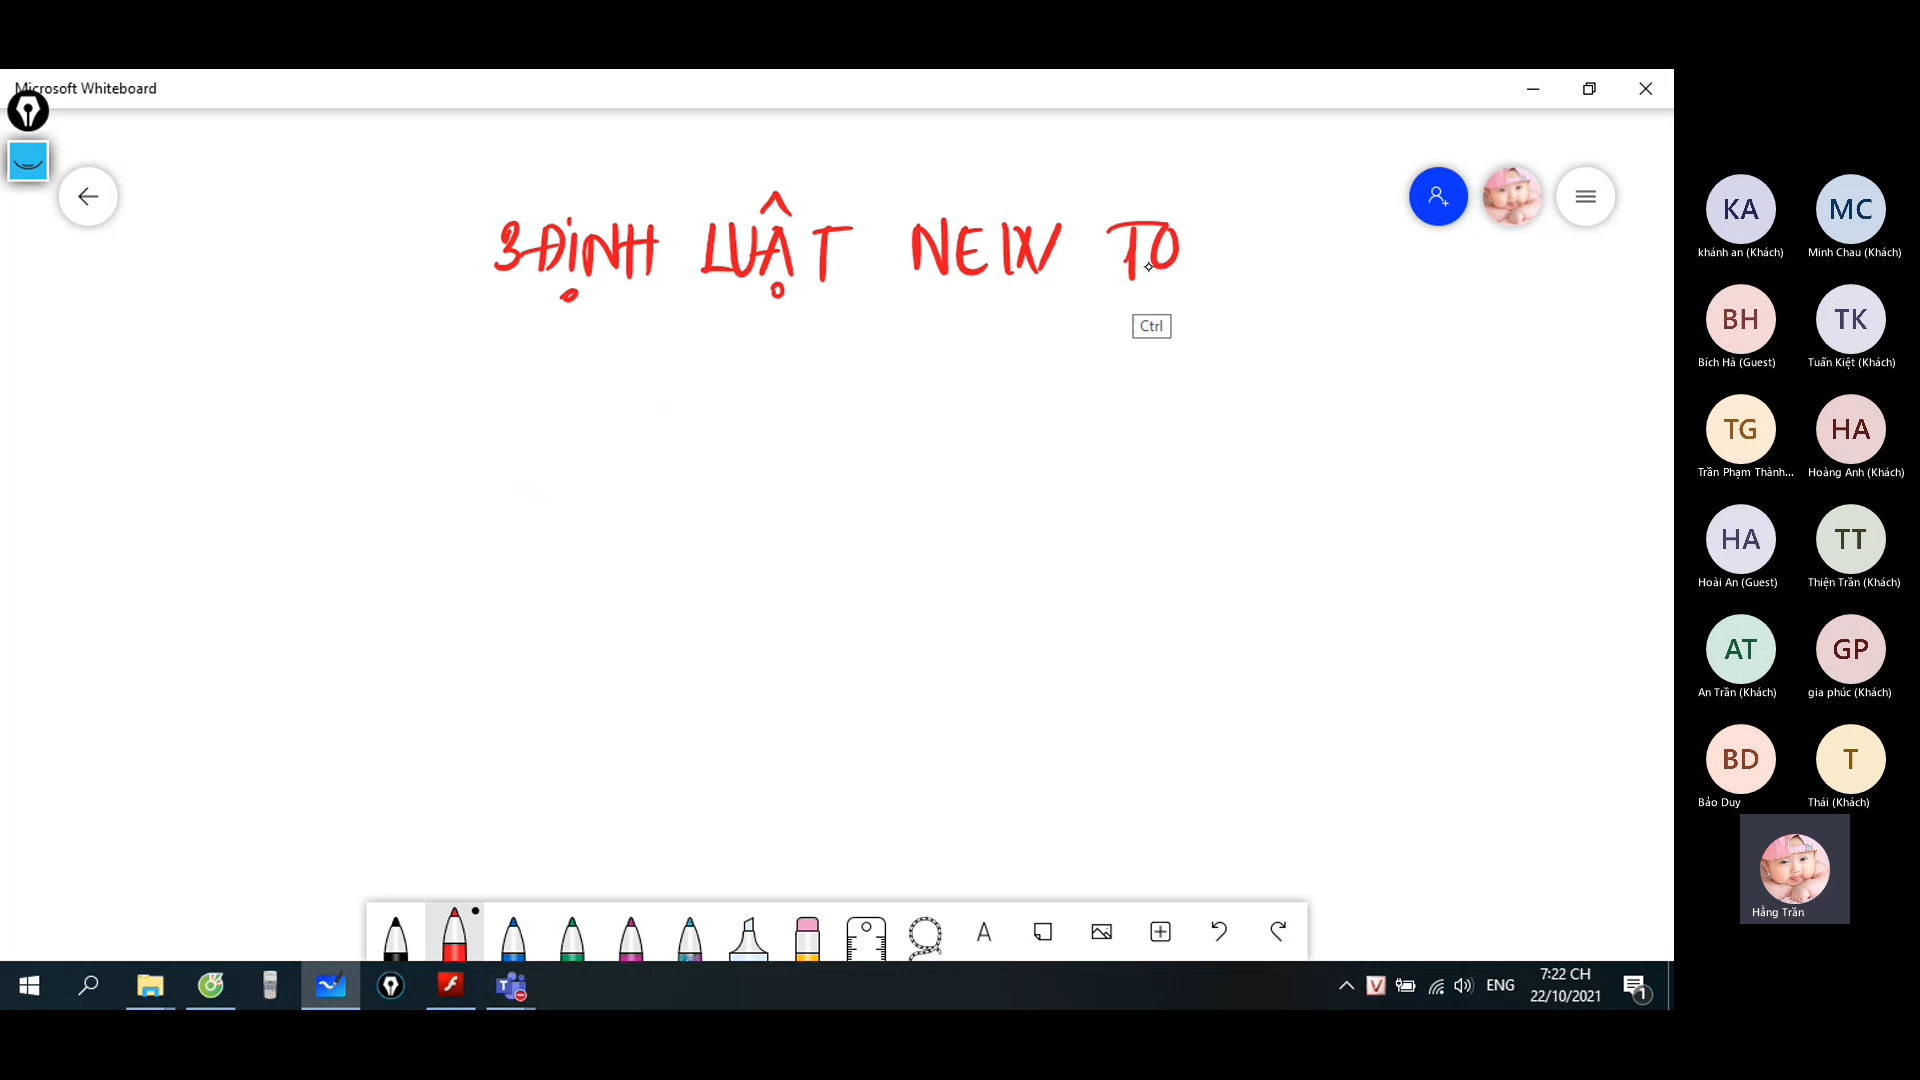 Microsoft Whiteboard
3 ĐỊNH LUẬT NEW TO
Ctrl
KA
khánh an (Khách)
MC
Minh Chau (Khách)
BH
Bích Hà (Guest)
TK
Tuấn Kiệt (Khách)
TG
Trần Phạm Thành...
HA
Hoàng Anh (Khách)
HA
Hoài An (Guest)
TT
Thiện Trần (Khách)
AT
An Trần (Khách)
GP
gia phúc (Khách)
BD
Bảo Duy
T
Thái (Khách)
Hằng Trần
A
ENG
7:22 CH
22/10/2021
1